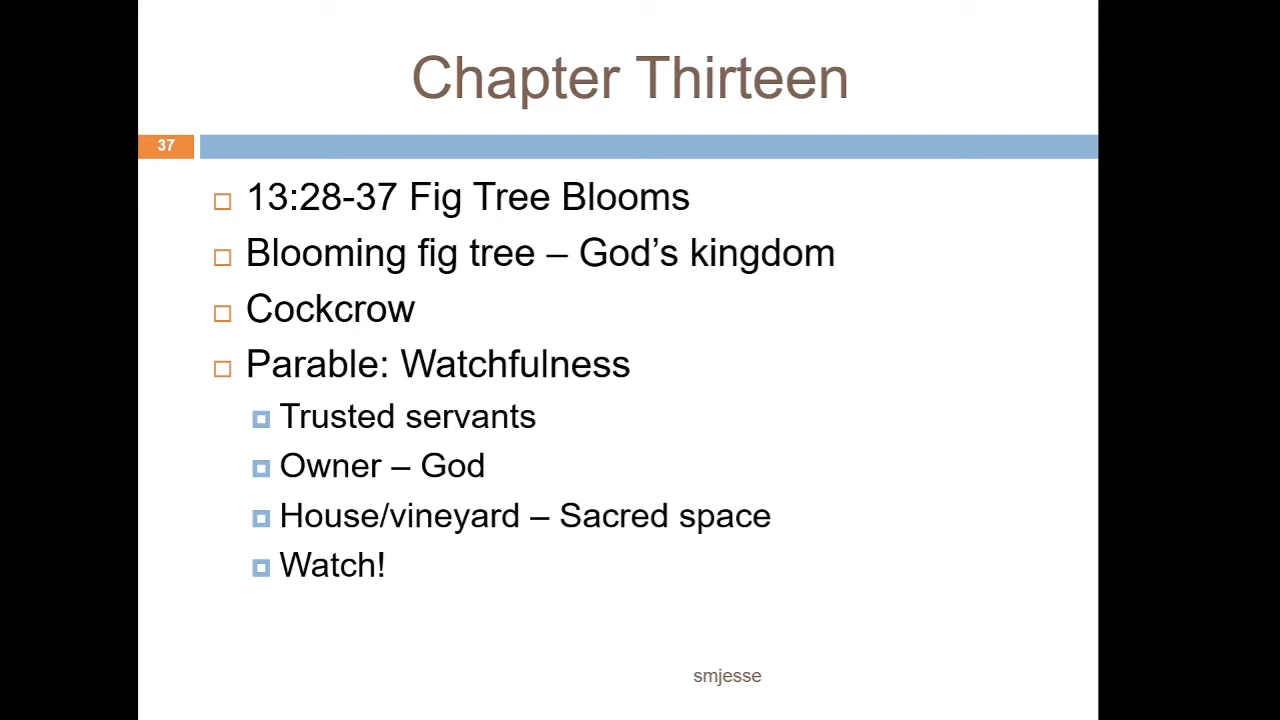 Chapter Thirteen
37
13:28-37 Fig Tree Blooms
Blooming fig tree – God’s kingdom
Cockcrow
Parable: Watchfulness
Trusted servants
Owner – God
House/vineyard – Sacred space
Watch!
smjesse